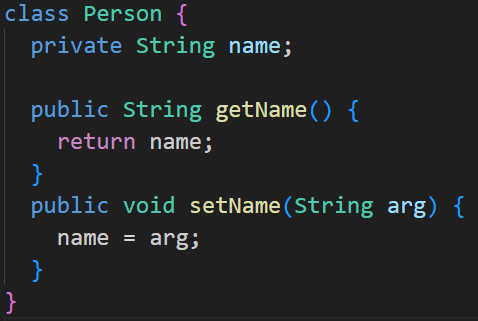 class Person {
  private String name;

  public String getName() {
    return name;
  }
  public void setName(String arg) {
    name = arg;
  }
}